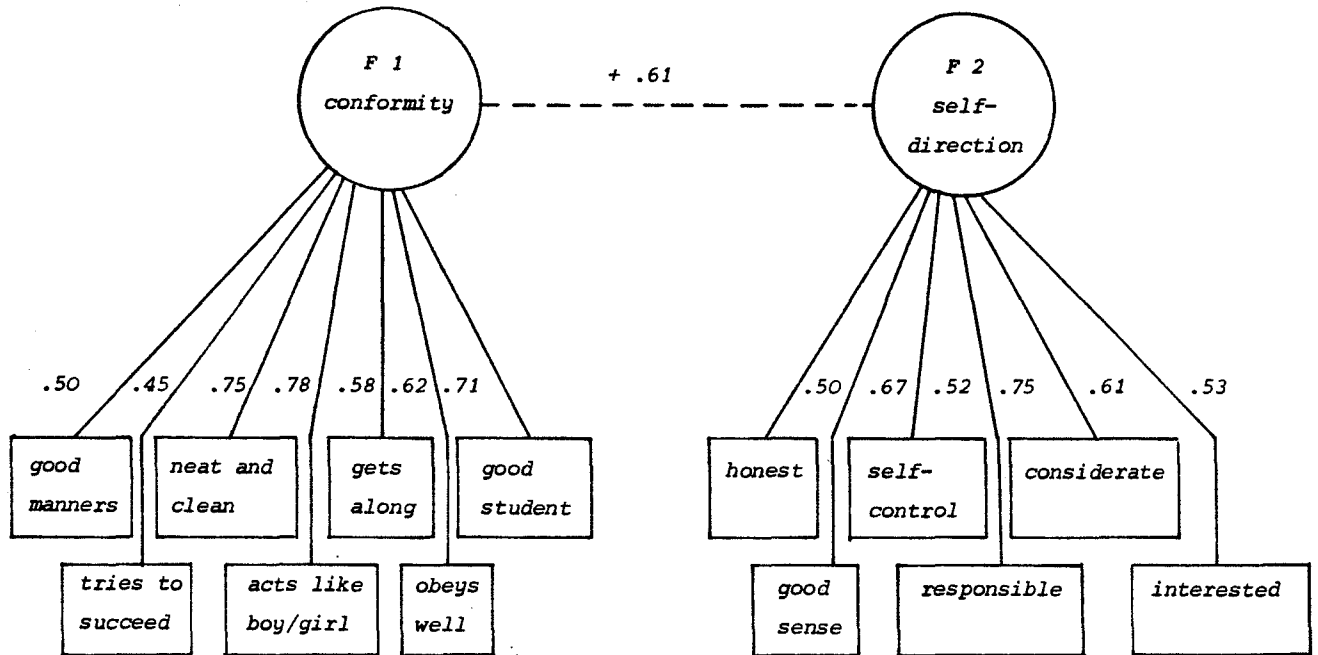 F 1
conformity
+ .61
F 2
self-
direction
.50 .45 .75 .78 .58 .62 .71
.50 .67 .52 .75 .61 .53
good
manners
neat and
clean
gets
along
good
student
honest
self-
control
considerate
tries to
succeed
acts like
boy/girl
obeys
well
good
sense
responsible
interested